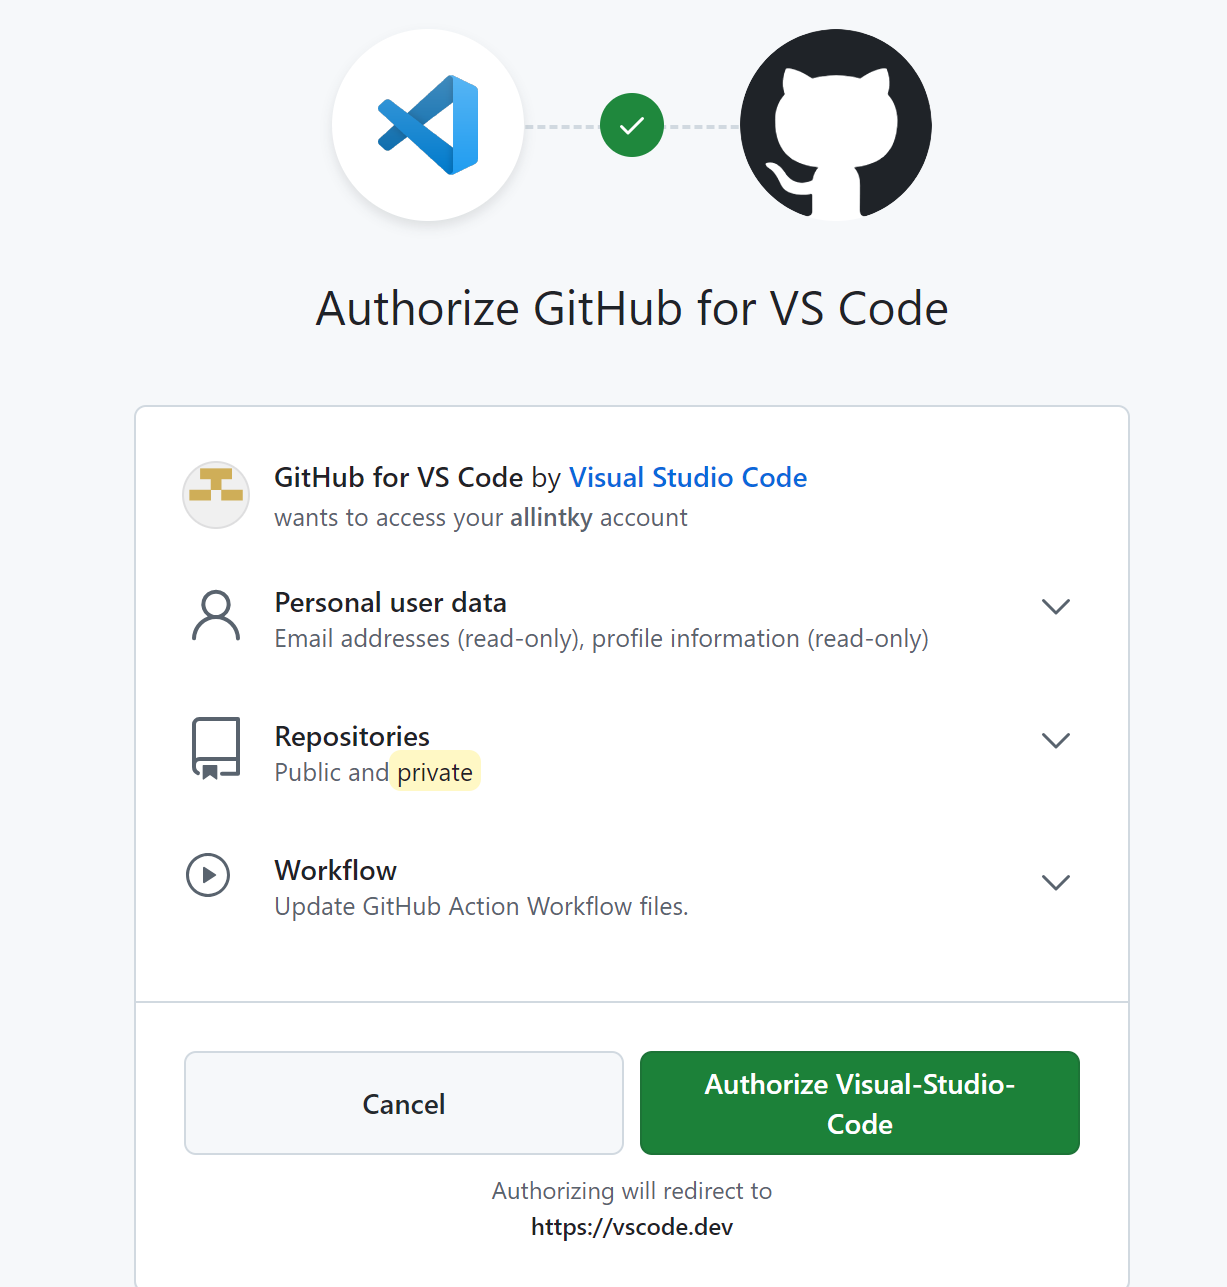 Authorize GitHub for VS Code
GitHub for VS Code by Visual Studio Code
wants to access your allintky account
Personal user data
Email addresses (read-only), profile information (read-only)
Repositories
Public and private
Workflow
Update GitHub Action Workflow files.
Cancel
Authorize Visual-Studio-
Code
Authorizing will redirect to
https://vscode.dev